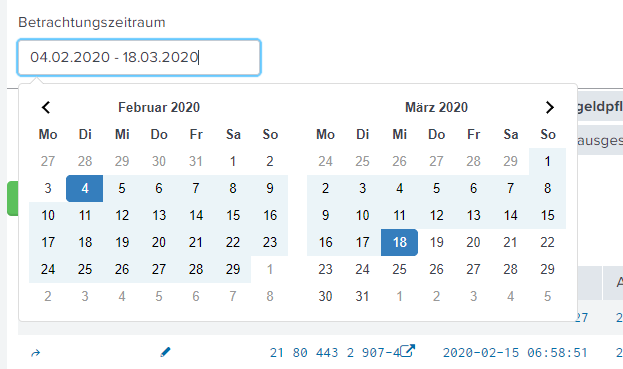 Betrachtungszeitraum
04.02.2020 - 18.03.2020
Februar 2020
Mo Di Mi Do Fr Sa So
27 28 29 30 31 1 2
3 4 5 6 7 8 9
10 11 12 13 14 15 16
17 18 19 20 21 22 23
24 25 26 27 28 29 1
2 3 4 5 6 7 8
März 2020
Mo Di Mi Do Fr Sa So
24 25 26 27 28 29 1
2 3 4 5 6 7 8
9 10 11 12 13 14 15
16 17 18 19 20 21 22
23 24 25 26 27 28 29
30 31 1 2 3 4 5
geldpfl
ausges
A
27 2
21 80 443 2 907-4 2020-02-15 06:58:51 2